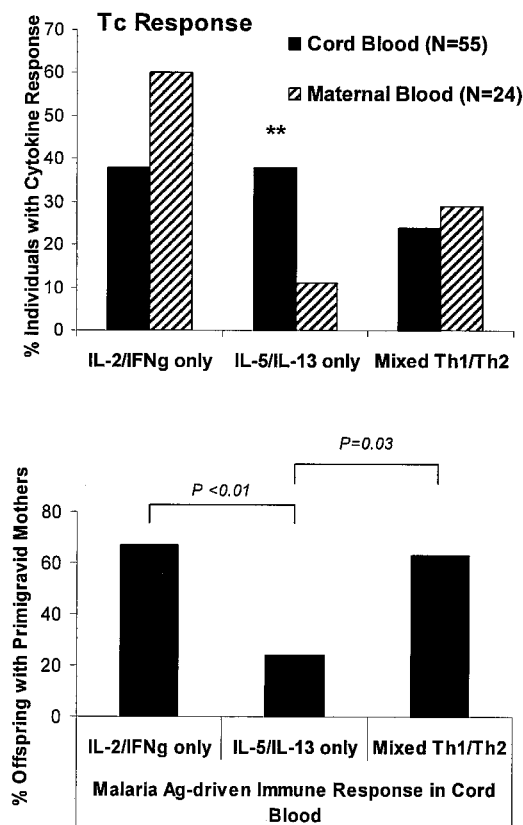 Tc Response
% Individuals with Cytokine Response
70
60
50
40
30
20
10
0
Cord Blood (N=55)
Maternal Blood (N=24)
**
IL-2/IFNg only
IL-5/IL-13 only
Mixed Th1/Th2
% Offspring with Primigravid Mothers
80
60
40
20
0
P <0.01
P=0.03
IL-2/IFNg only
IL-5/IL-13 only
Mixed Th1/Th2
Malaria Ag-driven Immune Response in Cord
Blood